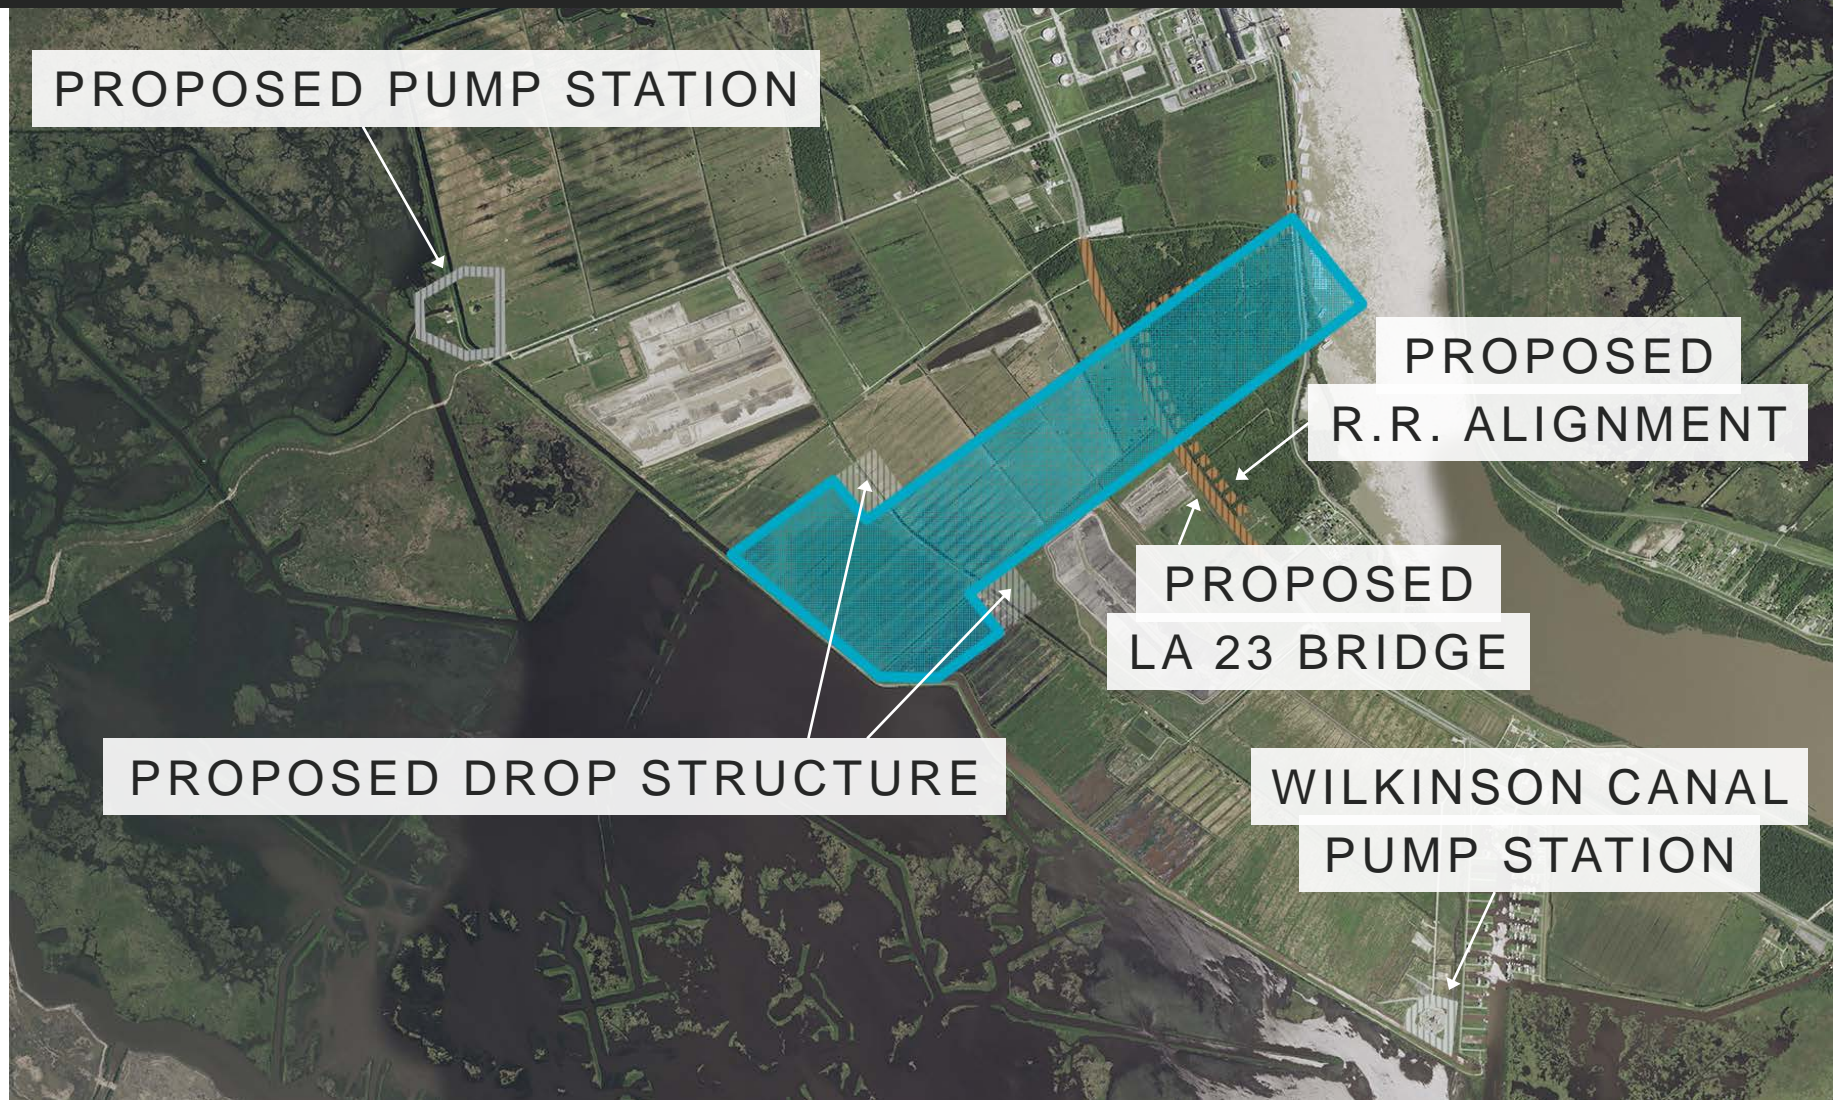 PROPOSED PUMP STATION
PROPOSED
R.R. ALIGNMENT
PROPOSED
LA 23 BRIDGE
PROPOSED DROP STRUCTURE
WILKINSON CANAL
PUMP STATION